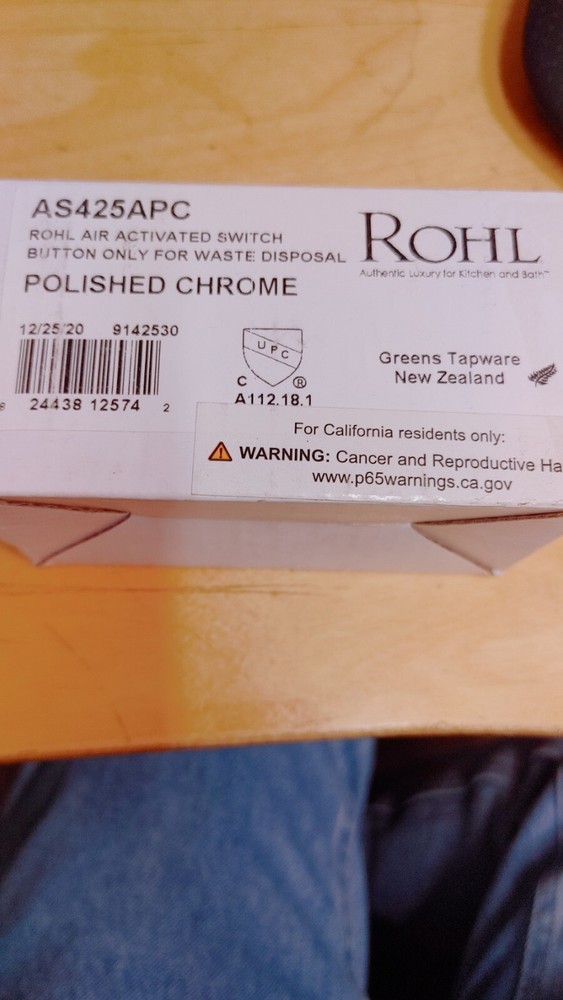 AS425APC
ROHL AIR ACTIVATED SWITCH
BUTTON ONLY FOR WASTE DISPOSAL
POLISHED CHROME
ROHL
Authentic Luxury for Kitchen and Bath™
12/25/20 9142530
8 24438 12574 2
UPC
C ®
A112.18.1
Greens Tapware
New Zealand
For California residents only:
WARNING: Cancer and Reproductive Ha
www.p65warnings.ca.gov